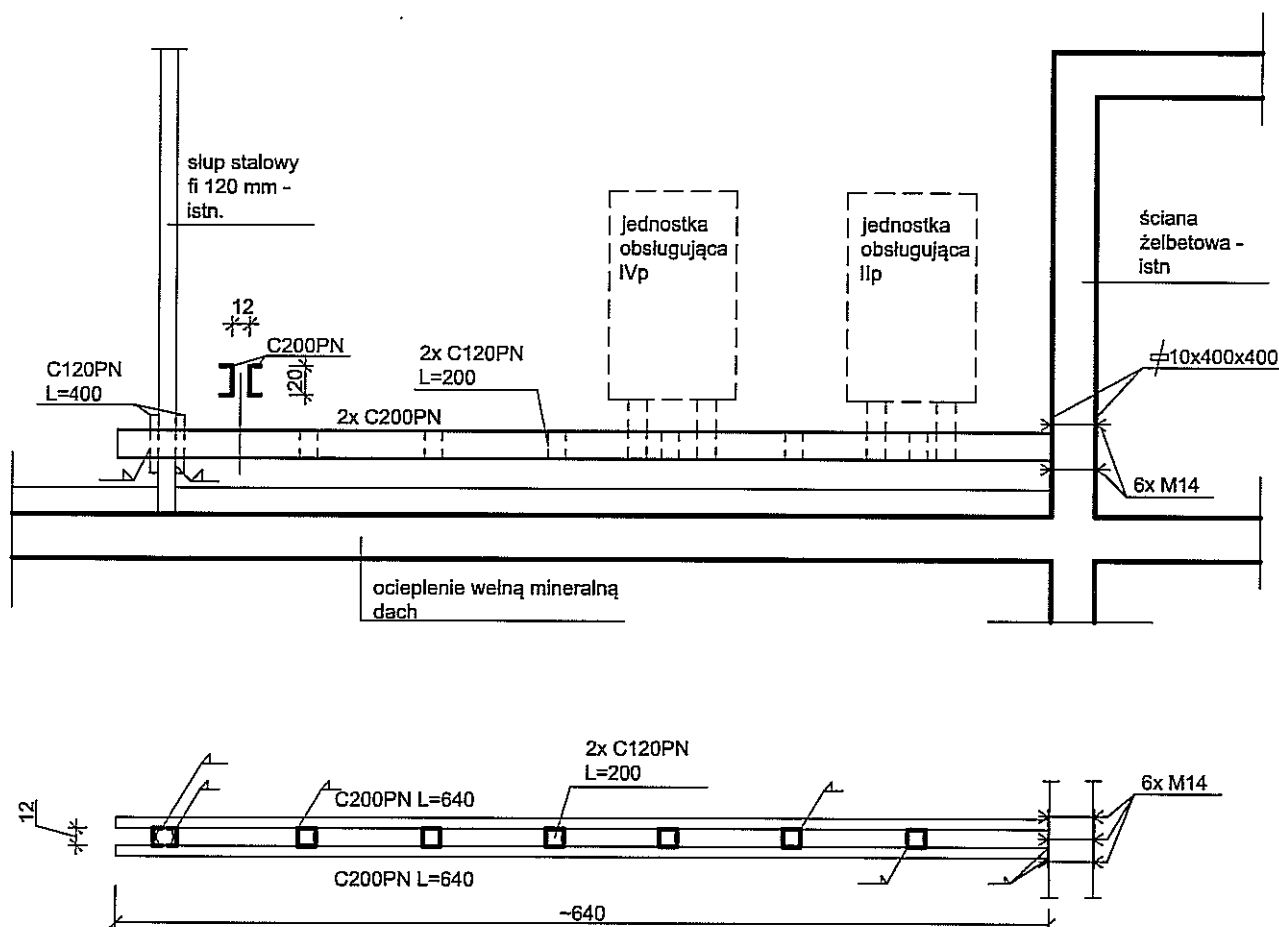 słup stalowy
fi 120 mm -
istn.
jednostka
obsługująca
IVp
jednostka
obsługująca
IIp
ściana
żelbetowa -
istn
12
C200PN
20
C120PN
L=400
2x C120PN
L=200
2x C200PN
10x400x400
6x M14
ocieplenie wełną mineralną
dach
2x C120PN
L=200
6x M14
12
C200PN L=640
C200PN L=640
~640